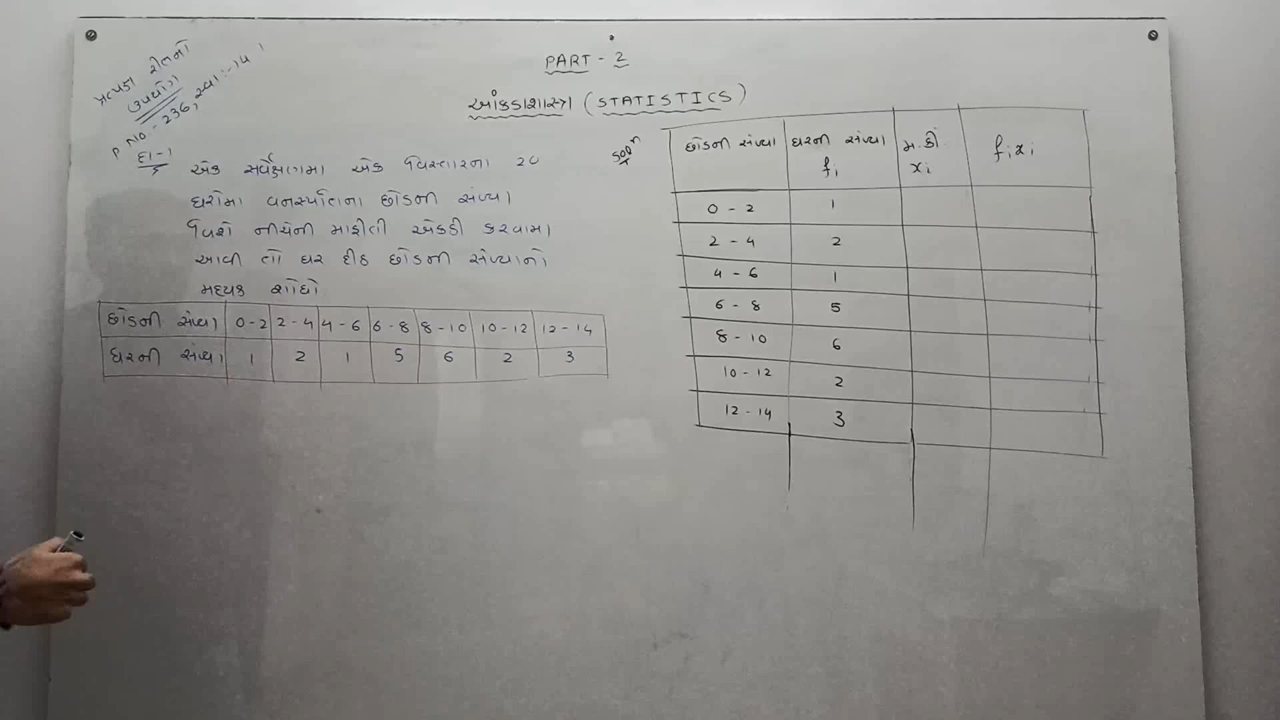 PART - 2
આંકડાશાસ્ત્ર (STATISTICS)
પ્રત્યક્ષ રીતનો
ઉપયોગ
P NO - 236, સ્વા :- 14.1
દા-1
એક સર્વેક્ષણમા એક વિસ્તારના 20
ઘરોમા વનસ્પતિના છોડની સંખ્યા
વિશે નીચેની માહીતી એકઠી કરવામા
આવી તો ઘર દીઠ છોડની સંખ્યાનો
મધ્યક શોધો
છોડની સંખ્યા 0-2 2-4 4-6 6-8 8-10 10-12 12-14
ઘરની સંખ્યા 1 2 1 5 6 2 3
soln
છોડની સંખ્યા ઘરની સંખ્યા fi મ.કી. xi fixi
0-2 1
2-4 2
4-6 1
6-8 5
8-10 6
10-12 2
12-14 3